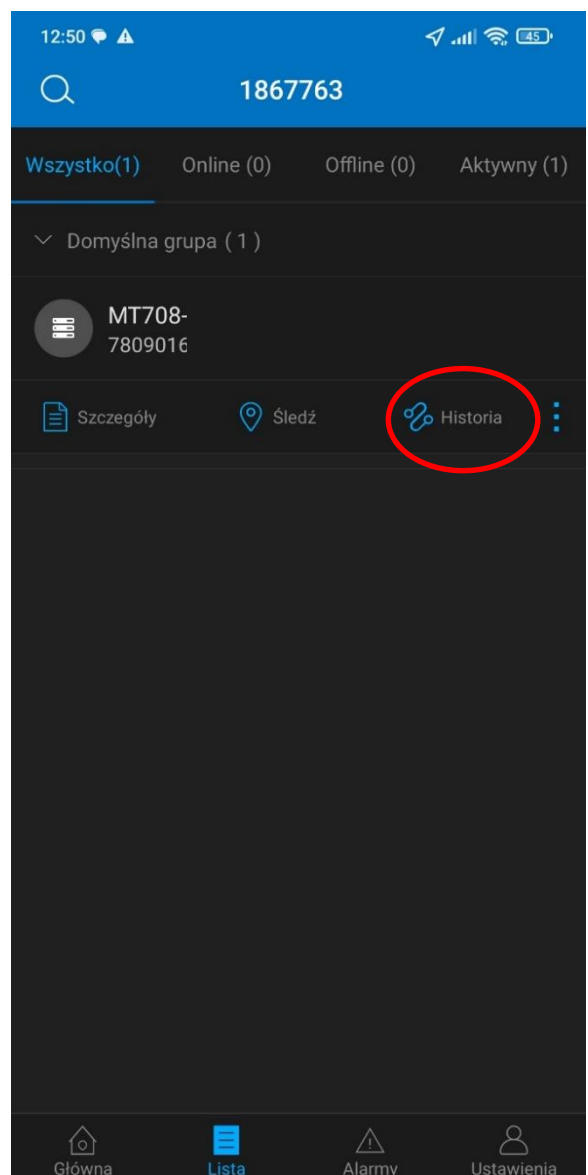 12:50 45
1867763
Wszystko(1) Online (0) Offline (0) Aktywny (1)
Domyślna grupa ( 1 )
MT708-
7809016
Szczegóły Śledź Historia
Główna Lista Alarmy Ustawienia